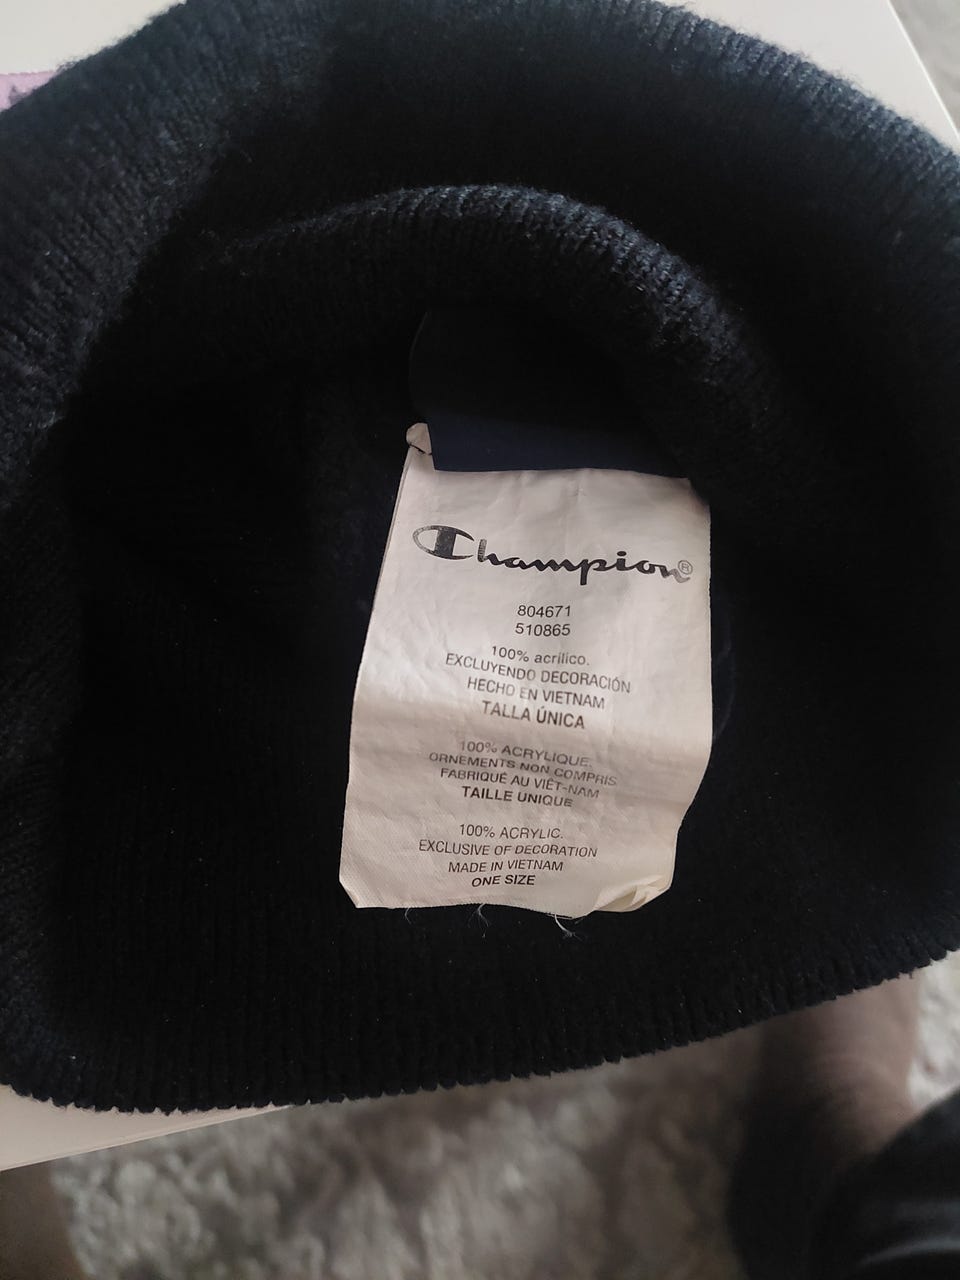 Champion®
804671
510865
100% acrílico.
EXCLUYENDO DECORACIÓN
HECHO EN VIETNAM
TALLA ÚNICA
100% ACRYLIQUE.
ORNEMENTS NON COMPRIS
FABRIQUÉ AU VIÊT-NAM
TAILLE UNIQUE
100% ACRYLIC.
EXCLUSIVE OF DECORATION
MADE IN VIETNAM
ONE SIZE